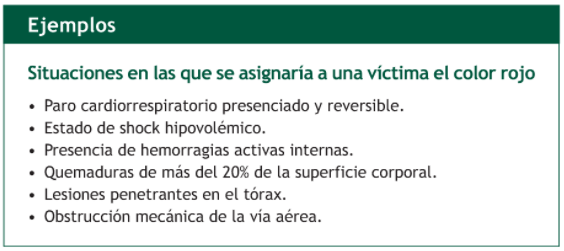 Ejemplos
Situaciones en las que se asignaría a una víctima el color rojo
• Paro cardiorrespiratorio presenciado y reversible.
• Estado de shock hipovolémico.
• Presencia de hemorragias activas internas.
• Quemaduras de más del 20% de la superficie corporal.
• Lesiones penetrantes en el tórax.
• Obstrucción mecánica de la vía aérea.